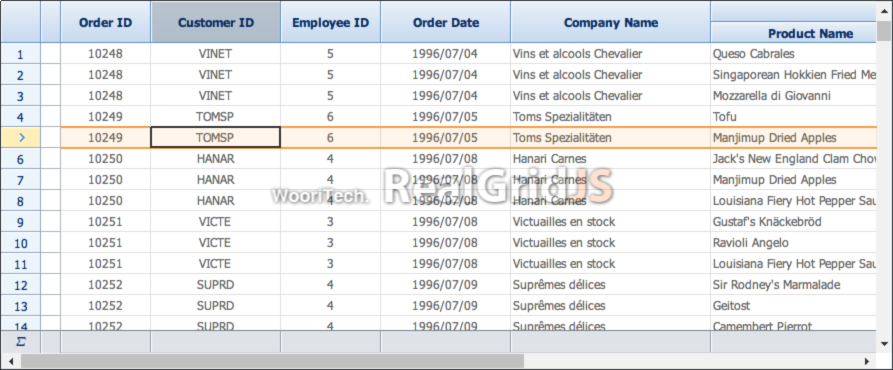 Order ID Customer ID Employee ID Order Date Company Name Product Name
1 10248 VINET 5 1996/07/04 Vins et alcools Chevalier Queso Cabrales
2 10248 VINET 5 1996/07/04 Vins et alcools Chevalier Singaporean Hokkien Fried Me
3 10248 VINET 5 1996/07/04 Vins et alcools Chevalier Mozzarella di Giovanni
4 10249 TOMSP 6 1996/07/05 Toms Spezialitäten Tofu
10249 TOMSP 6 1996/07/05 Toms Spezialitäten Manjimup Dried Apples
6 10250 HANAR 4 1996/07/08 Hanari Carnes Jack's New England Clam Chow
7 10250 HANAR 4 1996/07/08 Hanari Carnes Manjimup Dried Apples
8 10250 HANAR 4 1996/07/08 Hanari Carnes Louisiana Fiery Hot Pepper Sau
WooriTech. RealGridJS
9 10251 VICTE 3 1996/07/08 Victuailles en stock Gustaf's Knäckebröd
10 10251 VICTE 3 1996/07/08 Victuailles en stock Ravioli Angelo
11 10251 VICTE 3 1996/07/08 Victuailles en stock Louisiana Fiery Hot Pepper Sau
12 10252 SUPRD 4 1996/07/09 Suprêmes délices Sir Rodney's Marmalade
13 10252 SUPRD 4 1996/07/09 Suprêmes délices Geitost
14 10252 SUPRD 4 1996/07/09 Suprêmes délices Camembert Pierrot
Σ